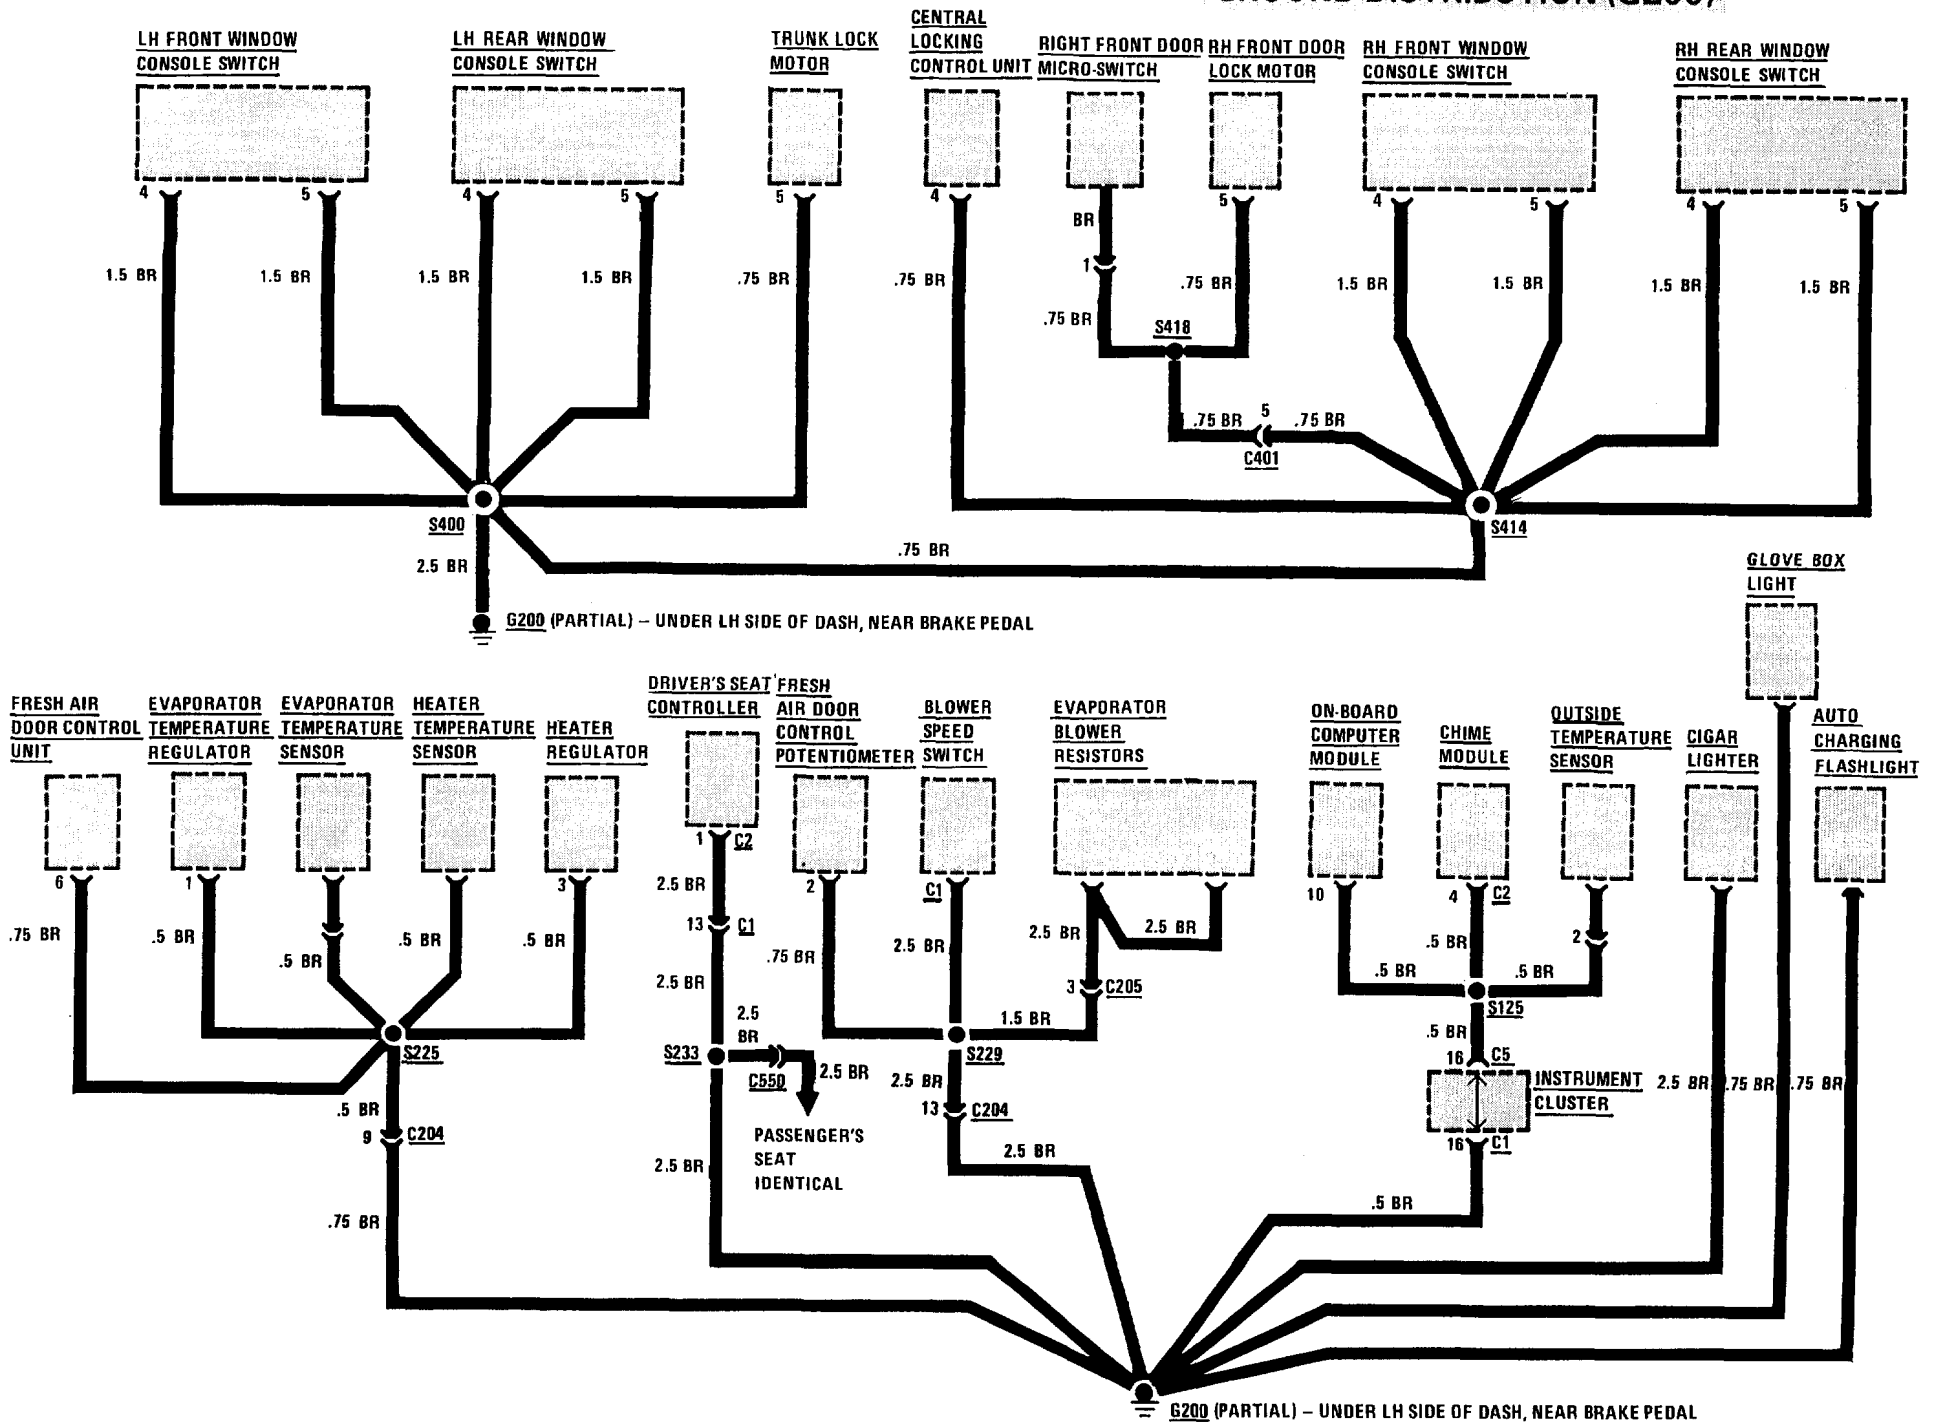 LH FRONT WINDOW
CONSOLE SWITCH
LH REAR WINDOW
CONSOLE SWITCH
TRUNK LOCK
MOTOR
CENTRAL
LOCKING
CONTROL UNIT
RIGHT FRONT DOOR
MICRO-SWITCH
RH FRONT DOOR
LOCK MOTOR
RH FRONT WINDOW
CONSOLE SWITCH
RH REAR WINDOW
CONSOLE SWITCH
4
5
4
5
5
4
5
4
5
4
5
BR
1
1.5 BR
1.5 BR
1.5 BR
1.5 BR
.75 BR
.75 BR
.75 BR
.75 BR
1.5 BR
1.5 BR
1.5 BR
1.5 BR
S418
.75 BR
5
.75 BR
C401
S400
S414
2.5 BR
.75 BR
G200 (PARTIAL) – UNDER LH SIDE OF DASH, NEAR BRAKE PEDAL
GLOVE BOX
LIGHT
FRESH AIR
DOOR CONTROL
UNIT
EVAPORATOR
TEMPERATURE
REGULATOR
EVAPORATOR
TEMPERATURE
SENSOR
HEATER
TEMPERATURE
SENSOR
HEATER
REGULATOR
DRIVER'S SEAT
CONTROLLER
FRESH
AIR DOOR
CONTROL
POTENTIOMETER
BLOWER
SPEED
SWITCH
EVAPORATOR
BLOWER
RESISTORS
ON-BOARD
COMPUTER
MODULE
CHIME
MODULE
OUTSIDE
TEMPERATURE
SENSOR
CIGAR
LIGHTER
AUTO
CHARGING
FLASHLIGHT
6
1
3
1
C2
2
C1
10
4
C2
2.5 BR
13
C1
.75 BR
.5 BR
.5 BR
.5 BR
.5 BR
2.5 BR
.75 BR
2.5 BR
2.5 BR
2.5 BR
3
C205
.5 BR
2
.5 BR
.5 BR
S125
2.5
BR
S233
C550
2.5 BR
1.5 BR
S229
S225
.5 BR
16
C5
INSTRUMENT
CLUSTER
2.5 BR
.75 BR
.75 BR
2.5 BR
13
C204
.5 BR
9
C204
PASSENGER'S
SEAT
IDENTICAL
2.5 BR
2.5 BR
16
C1
.75 BR
.5 BR
G200 (PARTIAL) – UNDER LH SIDE OF DASH, NEAR BRAKE PEDAL